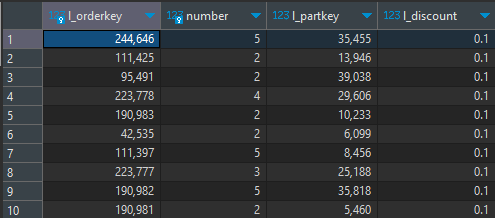 123 l_orderkey 123 number 123 l_partkey 123 l_discount
1 244,646 5 35,455 0.1
2 111,425 2 13,946 0.1
3 95,491 2 39,038 0.1
4 223,778 4 29,606 0.1
5 190,983 2 10,233 0.1
6 42,535 2 6,099 0.1
7 111,397 5 8,456 0.1
8 223,777 3 25,188 0.1
9 190,982 5 35,818 0.1
10 190,981 2 5,460 0.1